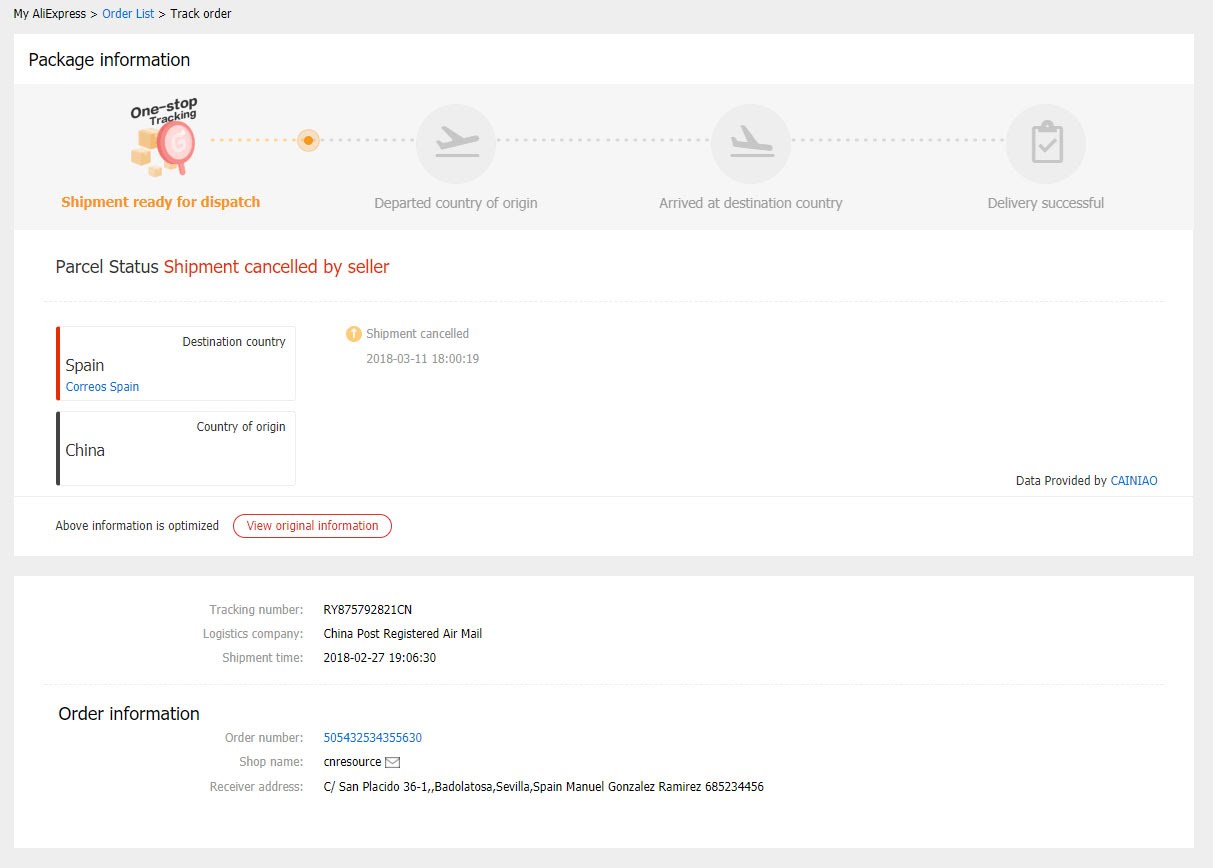 My AliExpress > Order List > Track order
Package information
One-stop
Tracking
G
Shipment ready for dispatch
Departed country of origin
Arrived at destination country
Delivery successful
Parcel Status Shipment cancelled by seller
Destination country
Spain
Correos Spain
Shipment cancelled
2018-03-11 18:00:19
Country of origin
China
Data Provided by CAINIAO
Above information is optimized View original information
Tracking number: RY875792821CN
Logistics company: China Post Registered Air Mail
Shipment time: 2018-02-27 19:06:30
Order information
Order number: 505432534355630
Shop name: cnresource
Receiver address: C/ San Placido 36-1,,Badolatosa,Sevilla,Spain Manuel Gonzalez Ramirez 685234456